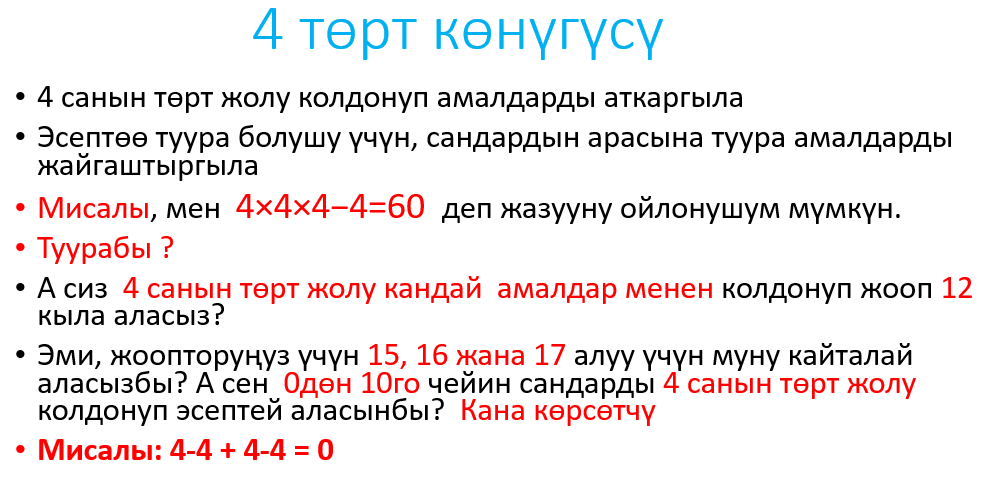 4 төрт көнүгүсү
• 4 санын төрт жолу колдонуп амалдарды аткаргыла
• Эсептөө туура болушу үчүн, сандардын арасына туура амалдарды
жайгаштыргыла
• Мисалы, мен 4×4×4−4=60 деп жазууну ойлонушум мүмкүн.
• Туурабы ?
• А сиз 4 санын төрт жолу кандай амалдар менен колдонуп жооп 12
кыла аласыз?
• Эми, жоопторуңуз үчүн 15, 16 жана 17 алуу үчүн муну кайталай
аласызбы? А сен 0дөн 10го чейин сандарды 4 санын төрт жолу
колдонуп эсептей аласынбы? Кана көрсөтчү
• Мисалы: 4-4 + 4-4 = 0